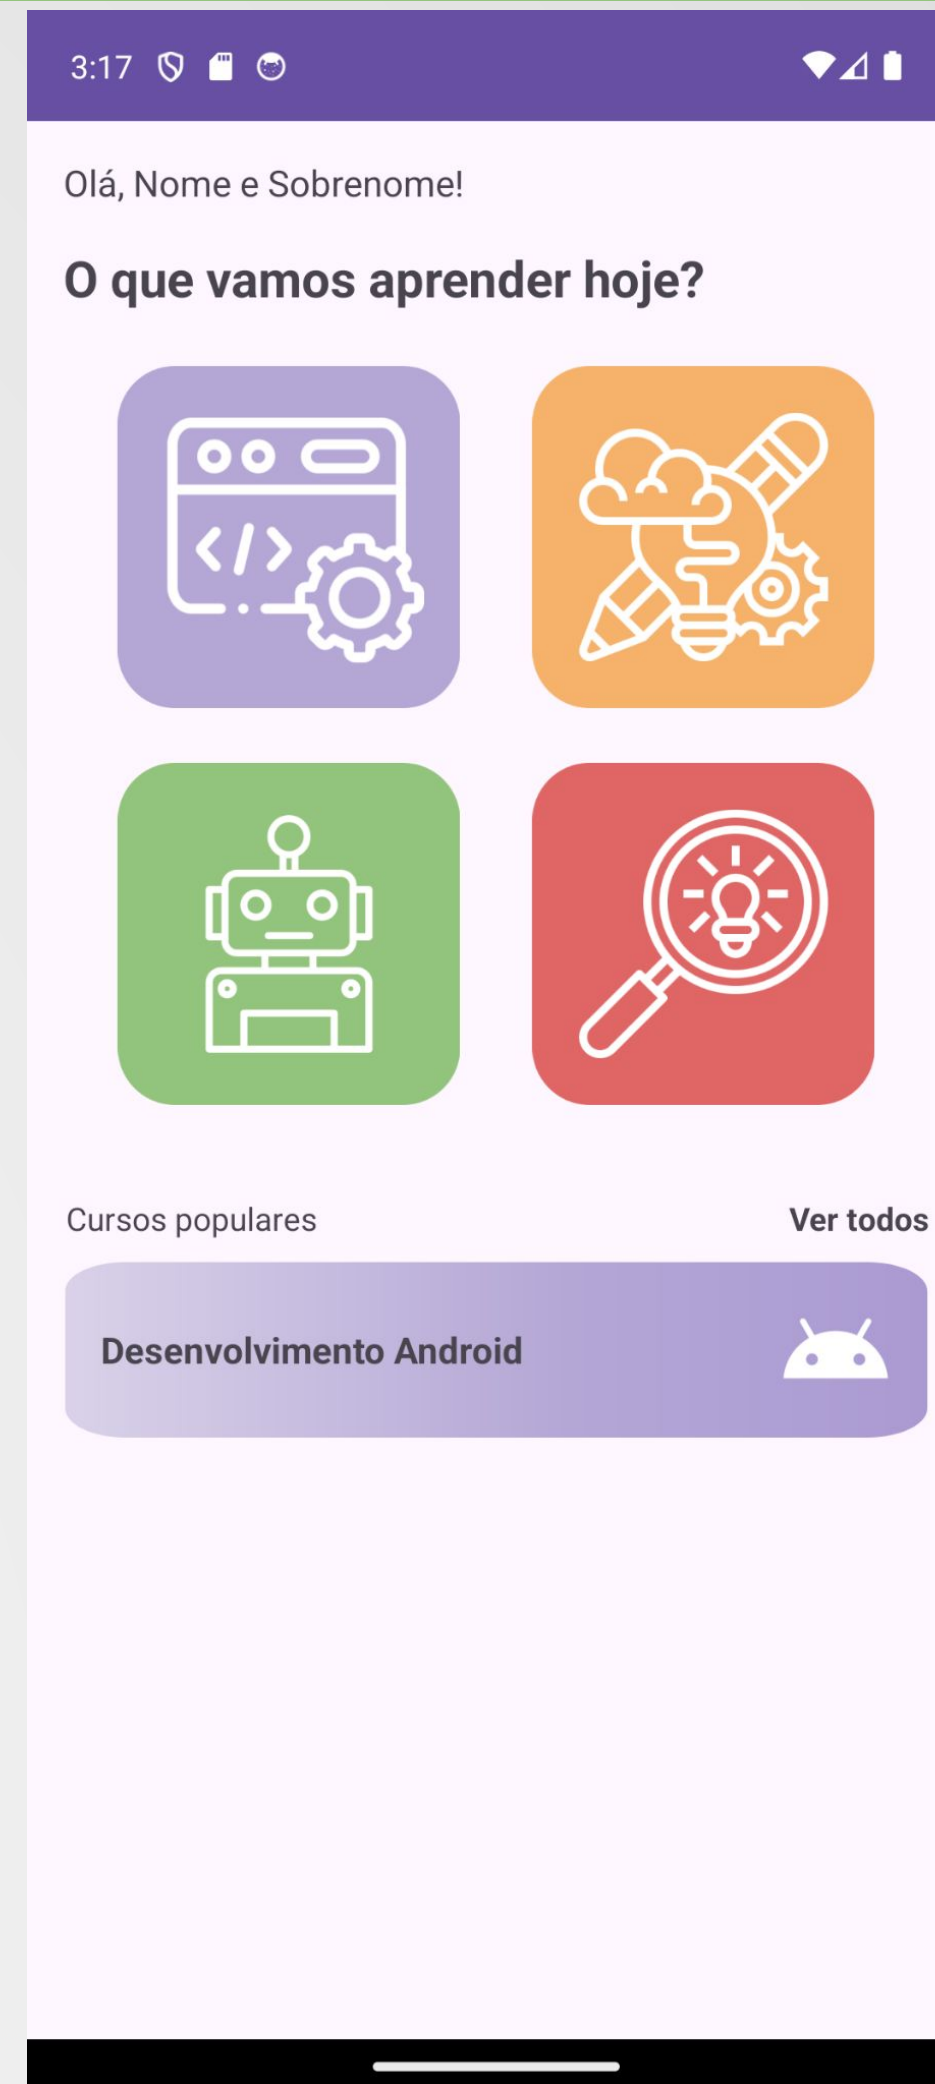 3:17
Olá, Nome e Sobrenome!
O que vamos aprender hoje?
</>
Cursos populares
Ver todos
Desenvolvimento Android